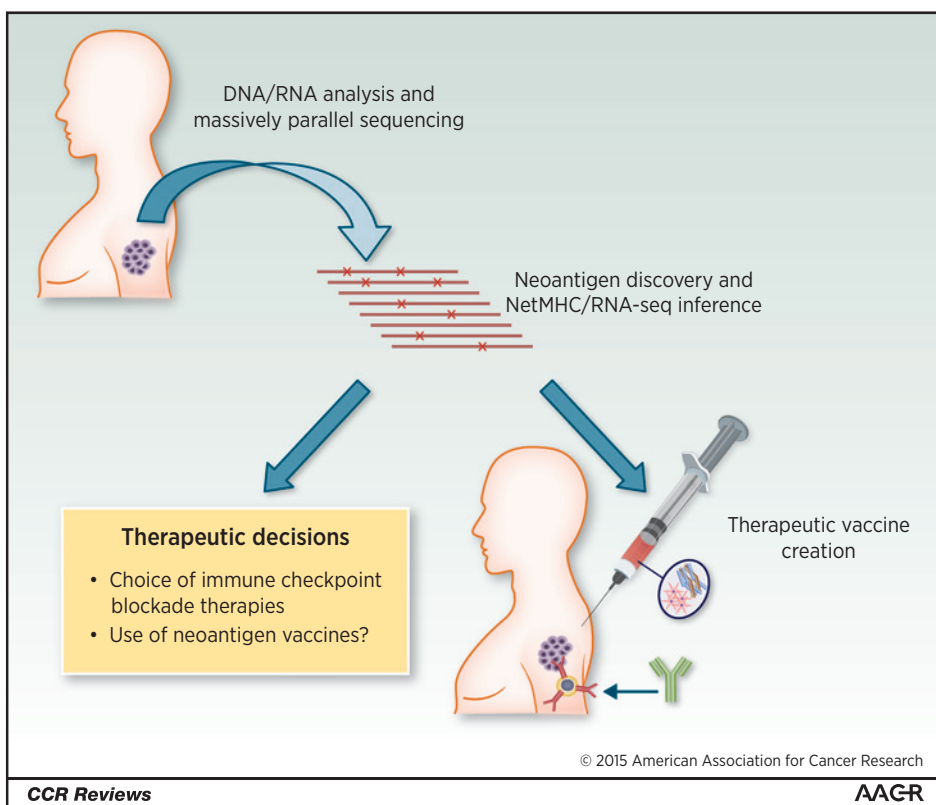 DNA/RNA analysis and
massively parallel sequencing
Neoantigen discovery and
NetMHC/RNA-seq inference
Therapeutic decisions
• Choice of immune checkpoint
blockade therapies
• Use of neoantigen vaccines?
Therapeutic vaccine
creation
© 2015 American Association for Cancer Research
CCR Reviews
AACR